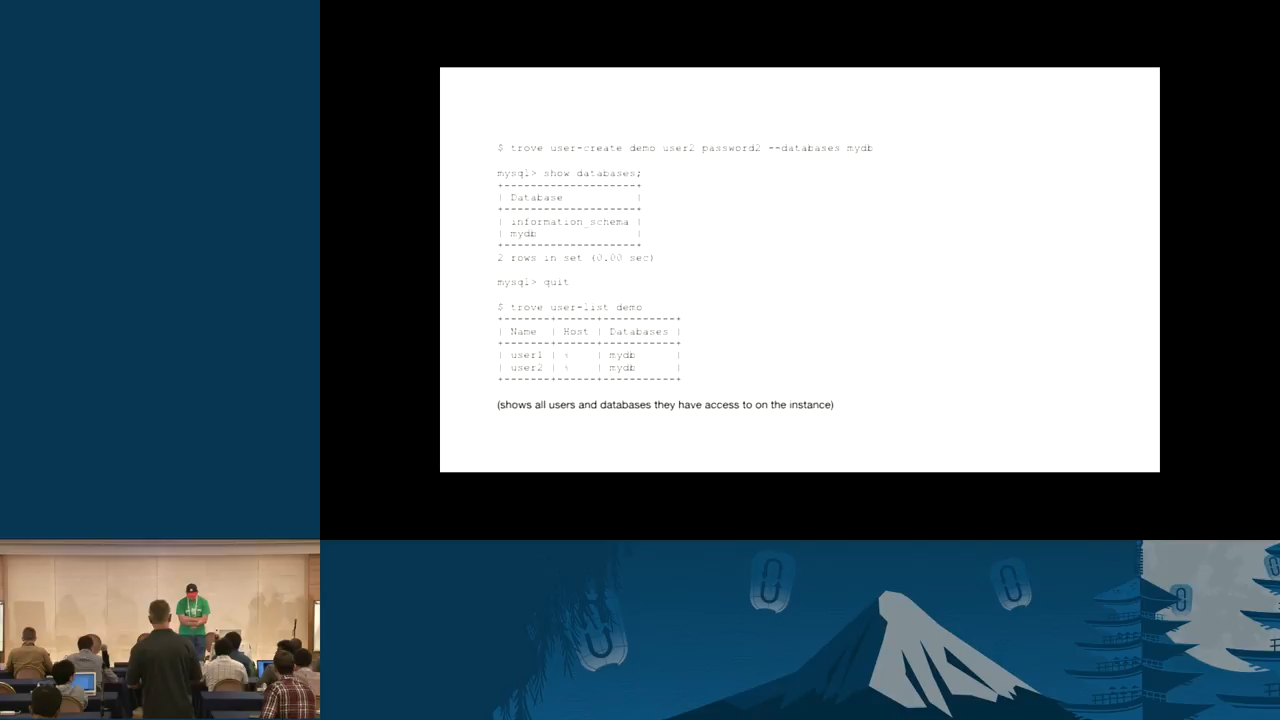 $ trove user-create demo user2 password2 --databases mydb
mysql> show databases;
+--------------------+
| Database           |
+--------------------+
| information_schema |
| mydb               |
+--------------------+
2 rows in set (0.00 sec)
mysql> quit
$ trove user-list demo
+-------+------+-----------+
| Name  | Host | Databases |
+-------+------+-----------+
| user1 | %    | mydb      |
| user2 | %    | mydb      |
+-------+------+-----------+
(shows all users and databases they have access to on the instance)